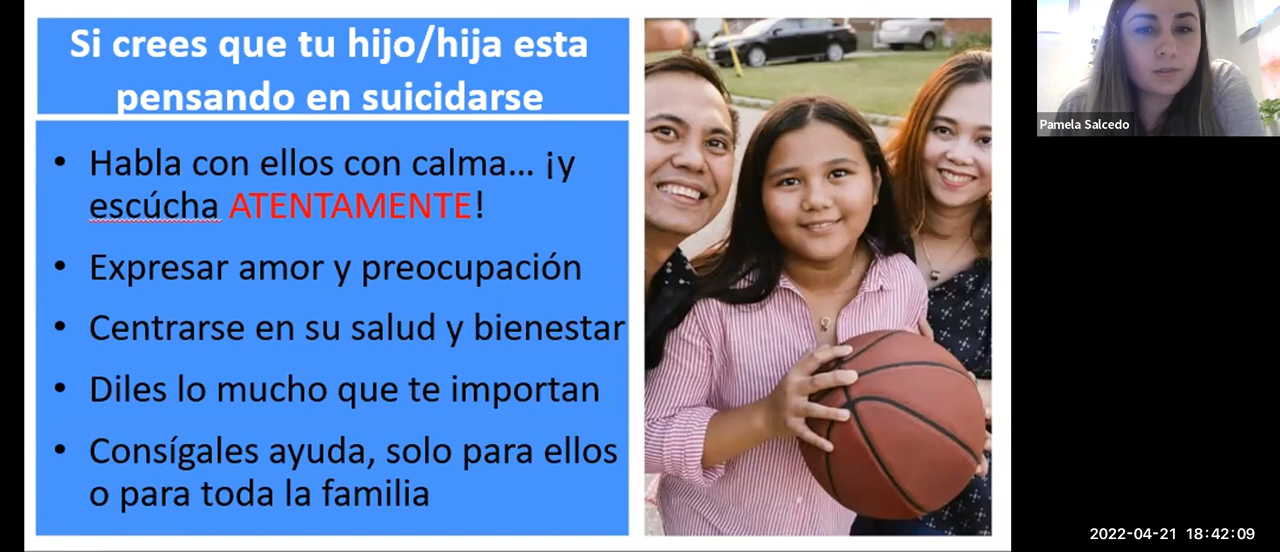 Si crees que tu hijo/hija esta
pensando en suicidarse
• Habla con ellos con calma... ¡y
escúcha ATENTAMENTE!
• Expresar amor y preocupación
• Centrarse en su salud y bienestar
• Diles lo mucho que te importan
• Consígales ayuda, solo para ellos
o para toda la familia
Pamela Salcedo
2022-04-21 18:42:09